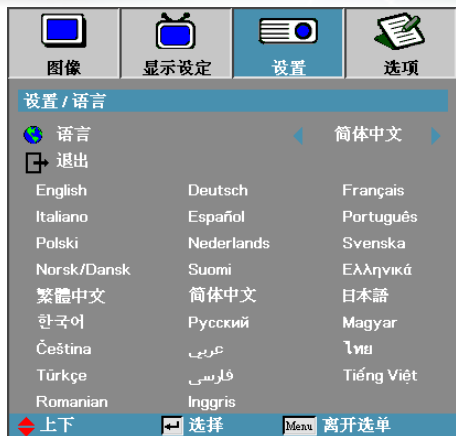 图像 显示设定 设置 选项
设置 / 语言
语言 简体中文
退出
English Deutsch Français
Italiano Español Português
Polski Nederlands Svenska
Norsk/Dansk Suomi Ελληνικά
繁體中文 简体中文 日本語
한국어 Русский Magyar
Čeština عربي ไทย
Türkçe فارسی Tiếng Việt
Romanian Inggris
上下 选择 Menu 离开选单